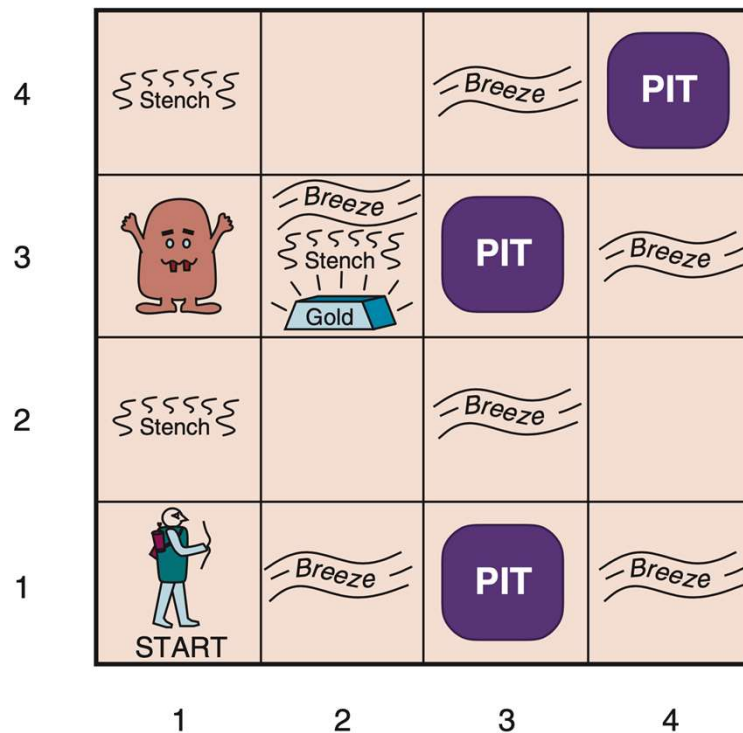 4
Stench
Breeze
PIT
3
Breeze
Stench
Gold
PIT
Breeze
2
Stench
Breeze
1
START
Breeze
PIT
Breeze
1 2 3 4